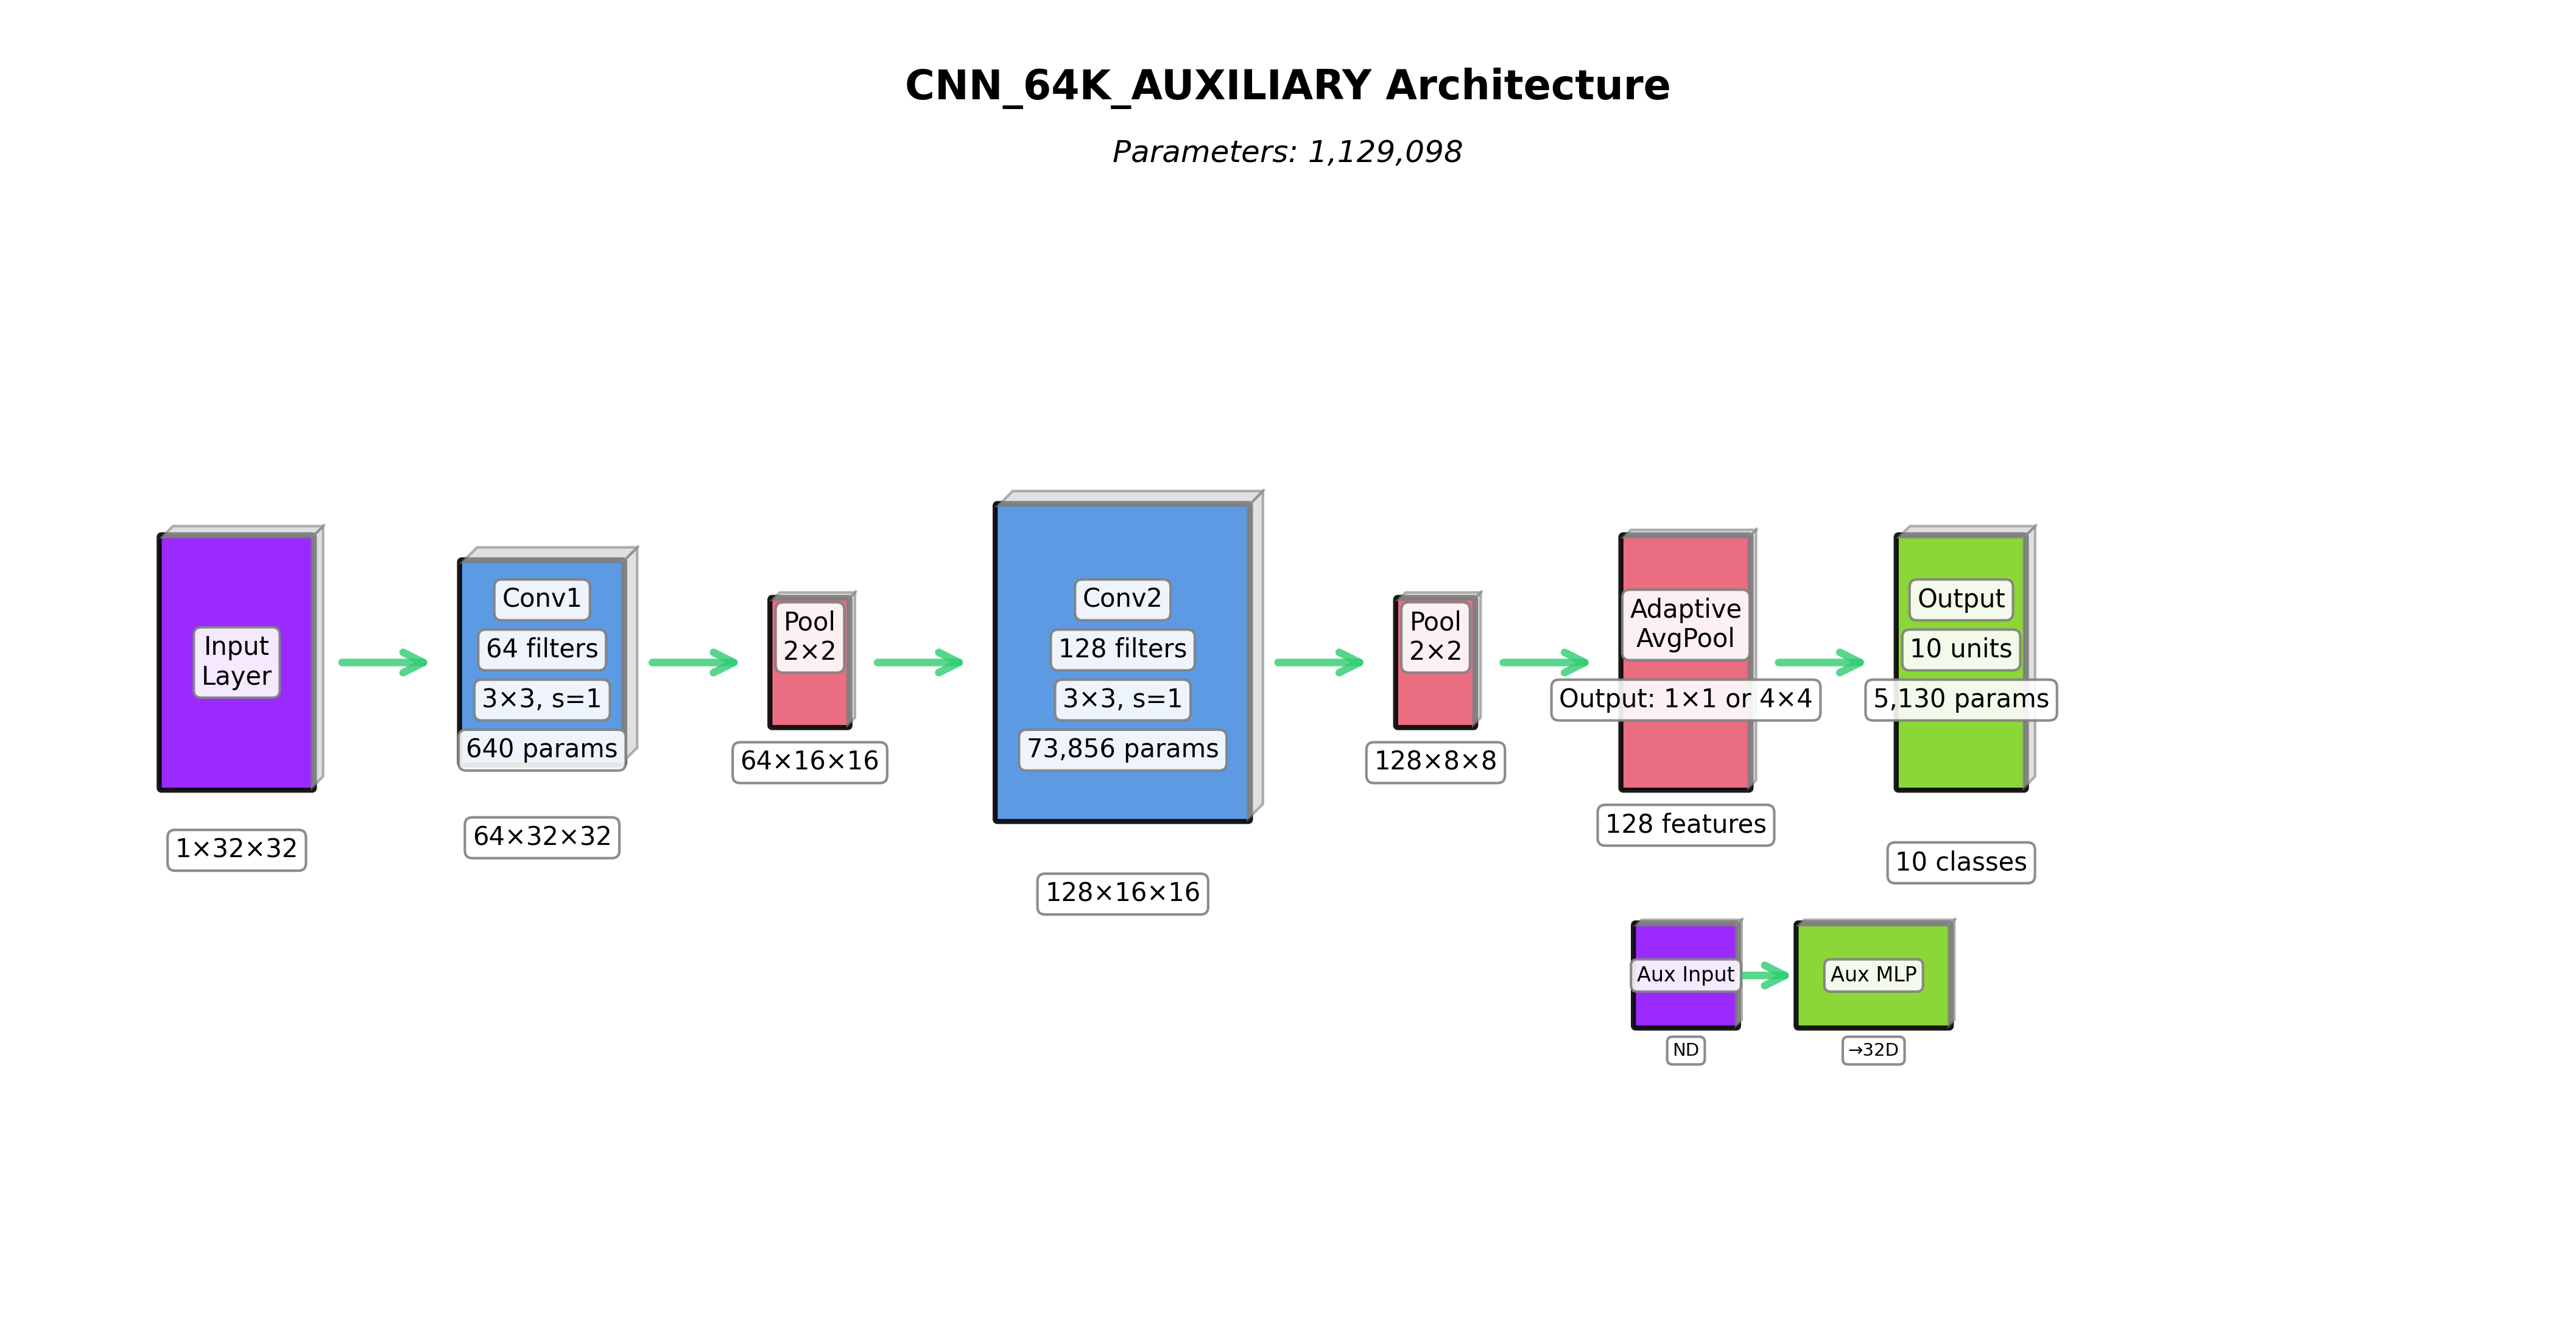 CNN_64K_AUXILIARY Architecture
Parameters: 1,129,098
Input
Layer
1×32×32
Conv1
64 filters
3×3, s=1
640 params
64×32×32
Pool
2×2
64×16×16
Conv2
128 filters
3×3, s=1
73,856 params
128×16×16
Pool
2×2
128×8×8
Adaptive
AvgPool
Output: 1×1 or 4×4
128 features
Output
10 units
5,130 params
10 classes
Aux Input
ND
Aux MLP
→32D